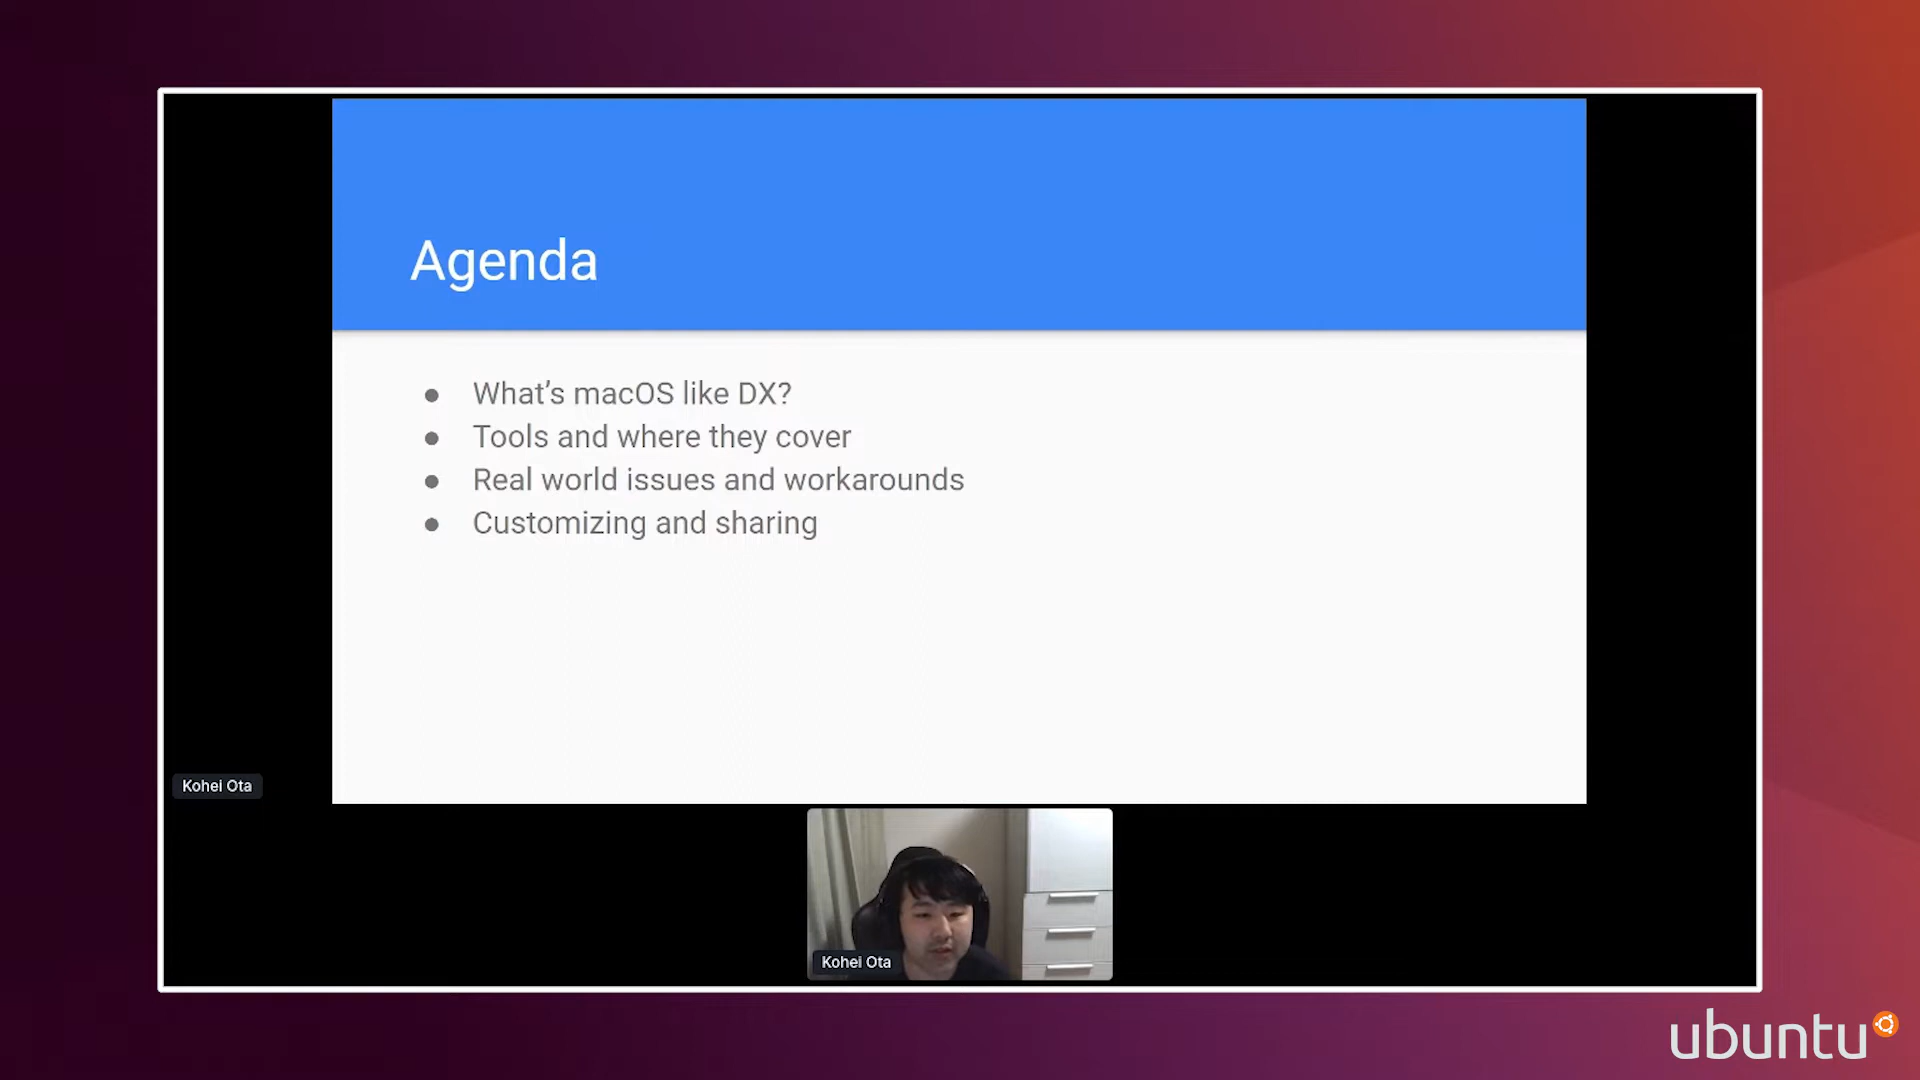 Agenda
What's macOS like DX?
Tools and where they cover
Real world issues and workarounds
Customizing and sharing
Kohei Ota
Kohei Ota
ubuntu